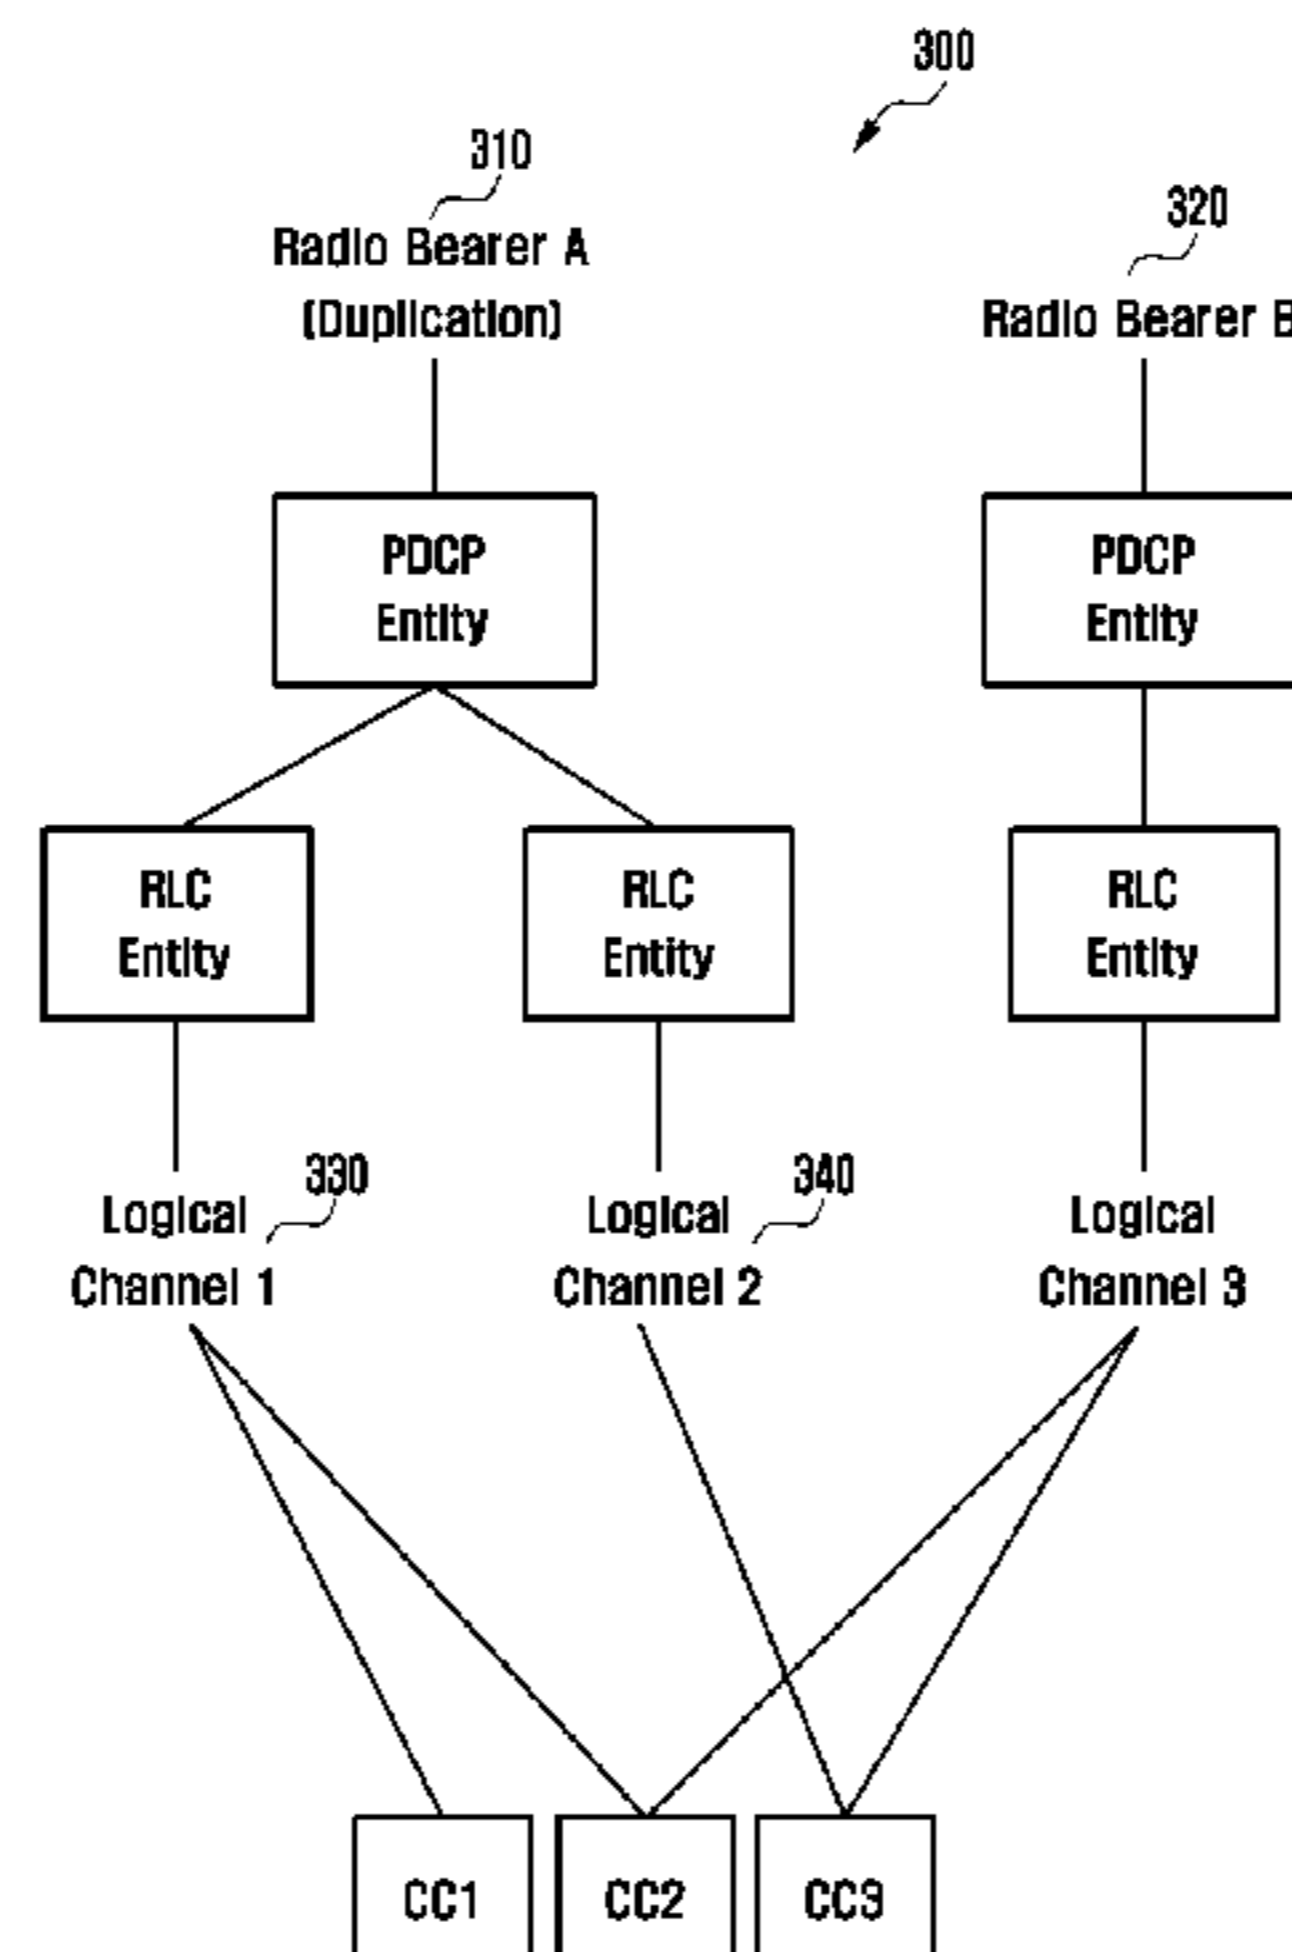 300
310
Radio Bearer A
(Duplication)
320
Radio Bearer B
PDCP
Entity
PDCP
Entity
RLC
Entity
RLC
Entity
RLC
Entity
330
Logical
Channel 1
340
Logical
Channel 2
Logical
Channel 3
CC1
CC2
CC3